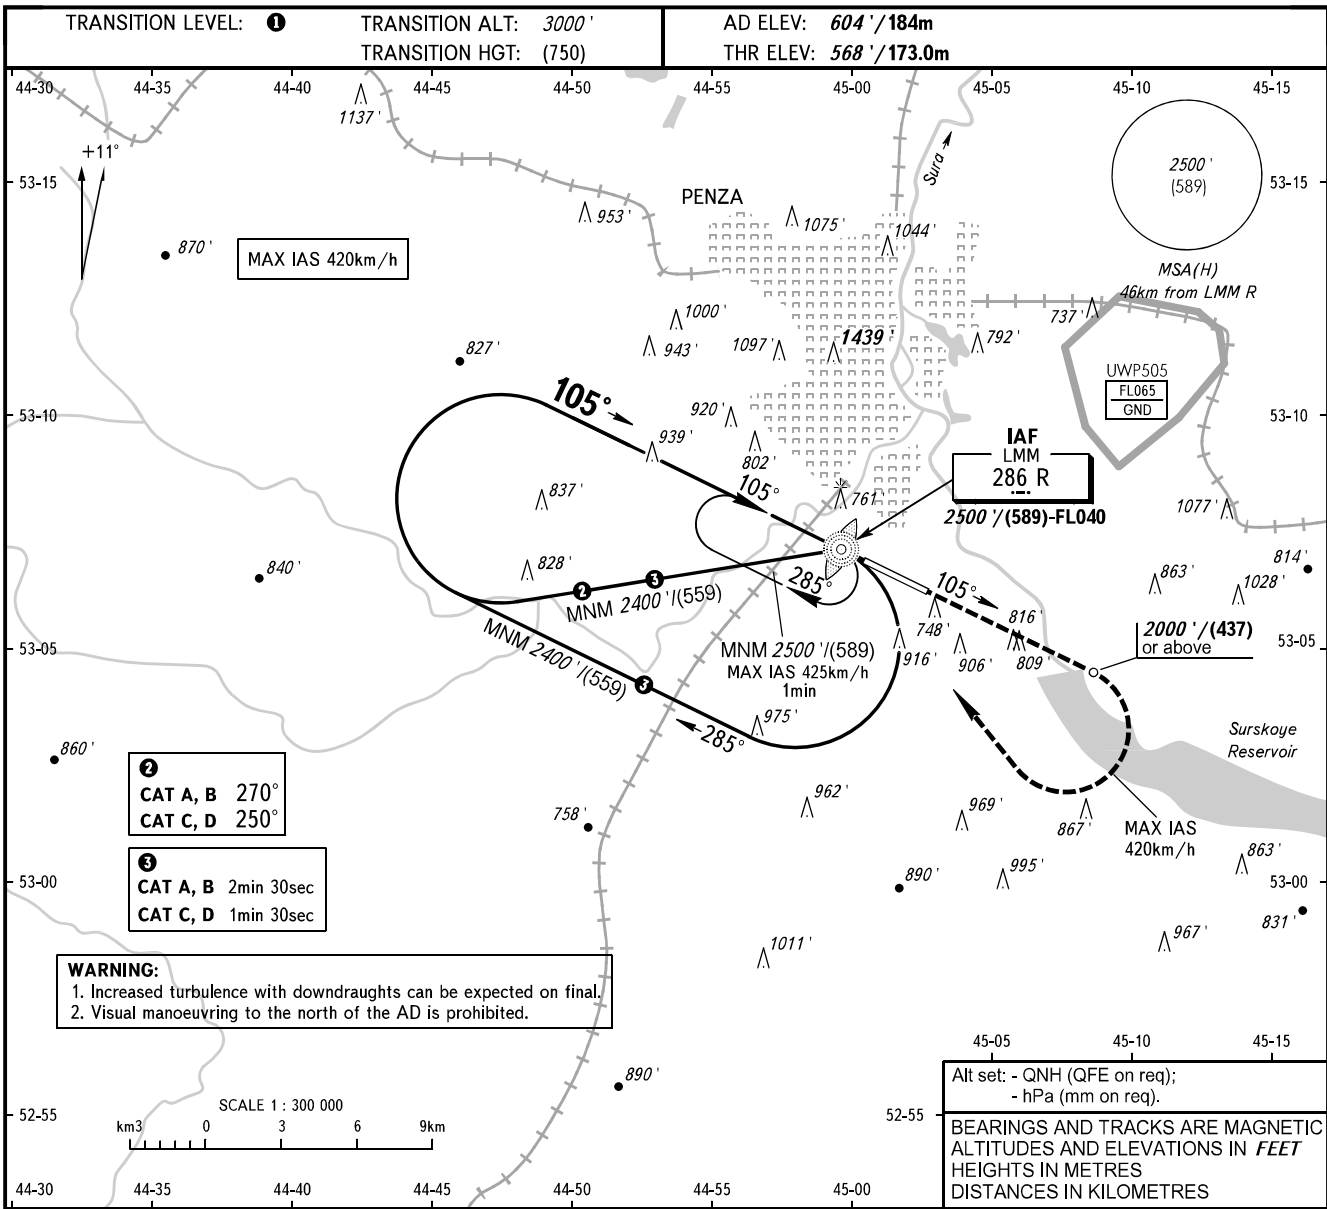 TRANSITION LEVEL: ❶ TRANSITION ALT: 3000 '
TRANSITION HGT: (750)
AD ELEV: 604 '/184m
THR ELEV: 568 '/173.0m
44-30 44-35 44-40 44-45 44-50 44-55 45-00 45-05 45-10 45-15
1137 '
+11°
Sura
2500 '
(589)
53-15 53-15
PENZA
953 '
1075 '
1044 '
870 '
MAX IAS 420km/h
MSA(H)
46km from LMM R
737 '
1000 '
943 '
1097 '
1439 '
792 '
827 '
UWP505
FL065
GND
53-10 53-10
105°
920 '
939 '
802 '
IAF
LMM
286 R
2500 '/(589)-FL040
105°
837 '
761 '
1077 '
828 '
840 '
814 '
863 '
1028 '
285°
105°
❷ ❸
MNM 2400 '/(559)
MNM 2400 '/(559)
❸
748 '
816 '
809 '
916 '
906 '
2000 '/(437)
or above
53-05 53-05
MNM 2500 '/(589)
MAX IAS 425km/h
1min
975 '
285°
Surskoye
Reservoir
860 '
❷
CAT A, B 270°
CAT C, D 250°
758 '
962 '
969 '
867 '
MAX IAS
420km/h
❸
CAT A, B 2min 30sec
CAT C, D 1min 30sec
53-00 53-00
890 '
995 '
863 '
831 '
967 '
1011 '
WARNING:
1. Increased turbulence with downdraughts can be expected on final.
2. Visual manoeuvring to the north of the AD is prohibited.
45-05 45-10 45-15
890 '
Alt set: - QNH (QFE on req);
- hPa (mm on req).
SCALE 1 : 300 000
km3 0 3 6 9km
52-55 52-55
BEARINGS AND TRACKS ARE MAGNETIC
ALTITUDES AND ELEVATIONS IN FEET
HEIGHTS IN METRES
DISTANCES IN KILOMETRES
44-30 44-35 44-40 44-45 44-50 44-55 45-00